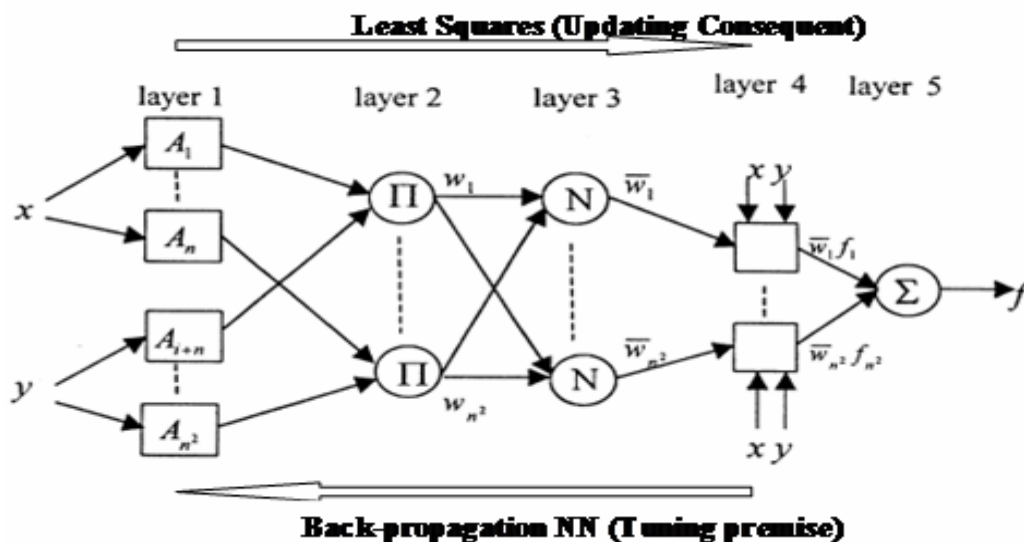 Least Squares (Updating Consequent)
layer 1 layer 2 layer 3 layer 4 layer 5
x y
A₁
w₁
w̅₁
Π N
x
Aₙ
w̅₁f₁
Σ f
Aᵢ₊ₙ
w̅ₙ² w̅ₙ²fₙ²
y
Π N
wₙ²
Aₙ²
x y
Back-propagation NN (Tuning premise)